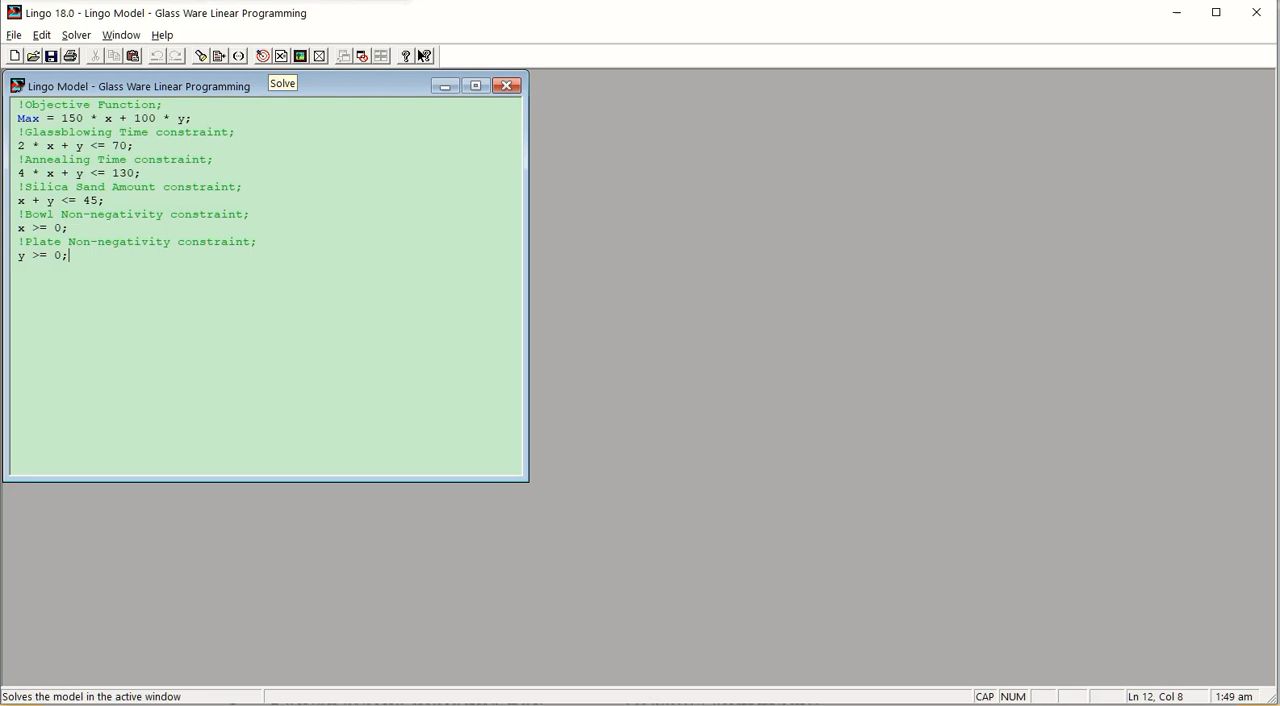 Lingo 18.0 - Lingo Model - Glass Ware Linear Programming
File Edit Solver Window Help
Lingo Model - Glass Ware Linear Programming
Solve
!Objective Function;
Max = 150 * x + 100 * y;
!Glassblowing Time constraint;
2 * x + y <= 70;
!Annealing Time constraint;
4 * x + y <= 130;
!Silica Sand Amount constraint;
x + y <= 45;
!Bowl Non-negativity constraint;
x >= 0;
!Plate Non-negativity constraint;
y >= 0;
Solves the model in the active window
CAP NUM Ln 12, Col 8 1:49 am